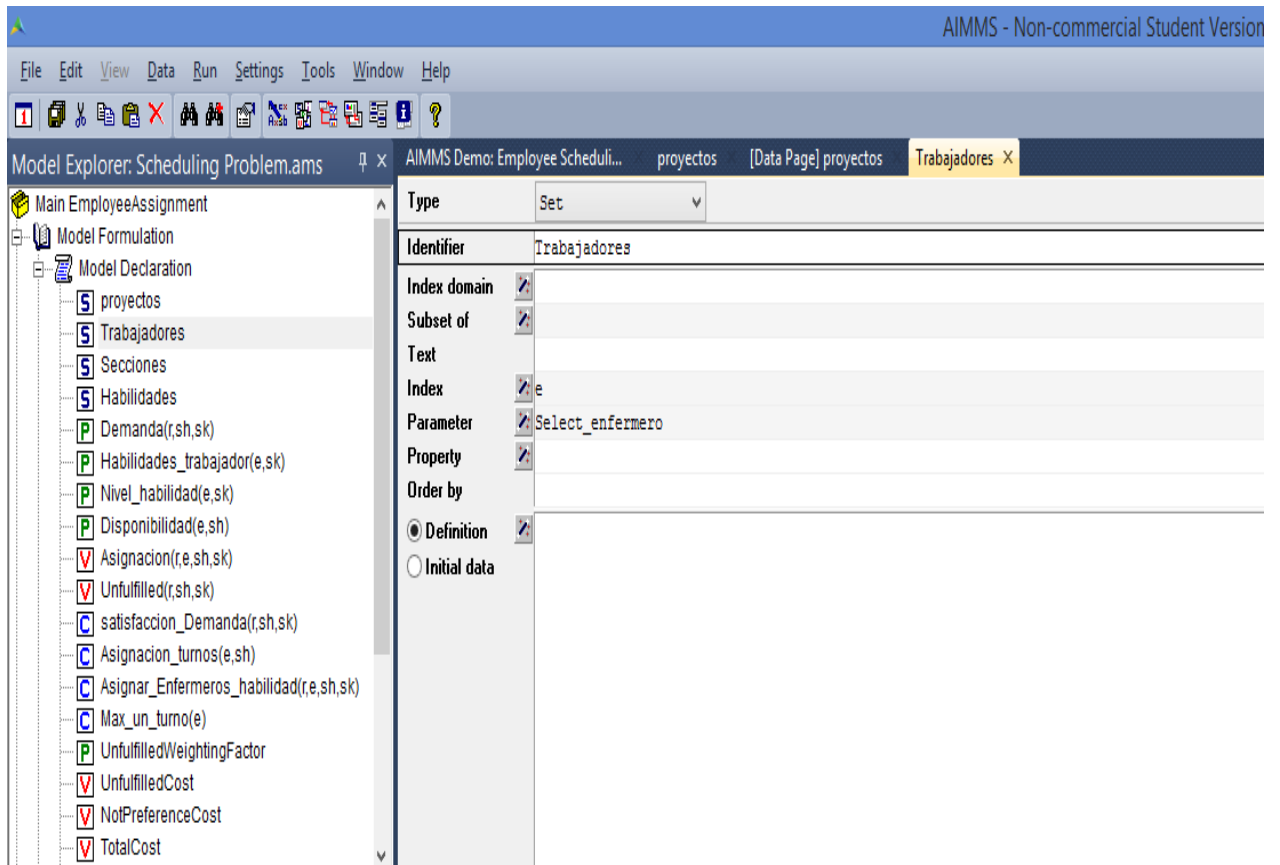 AIMMS - Non-commercial Student Version
File Edit View Data Run Settings Tools Window Help
Model Explorer: Scheduling Problem.ams
AIMMS Demo: Employee Scheduli... proyectos [Data Page] proyectos Trabajadores
Main EmployeeAssignment
Model Formulation
Model Declaration
S proyectos
S Trabajadores
S Secciones
S Habilidades
P Demanda(r,sh,sk)
P Habilidades_trabajador(e,sk)
P Nivel_habilidad(e,sk)
P Disponibilidad(e,sh)
V Asignacion(r,e,sh,sk)
V Unfulfilled(r,sh,sk)
C satisfaccion_Demanda(r,sh,sk)
C Asignacion_turnos(e,sh)
C Asignar_Enfermeros_habilidad(r,e,sh,sk)
C Max_un_turno(e)
P UnfulfilledWeightingFactor
V UnfulfilledCost
V NotPreferenceCost
V TotalCost
Type Set
Identifier Trabajadores
Index domain
Subset of
Text
Index e
Parameter Select_enfermero
Property
Order by
Definition
Initial data